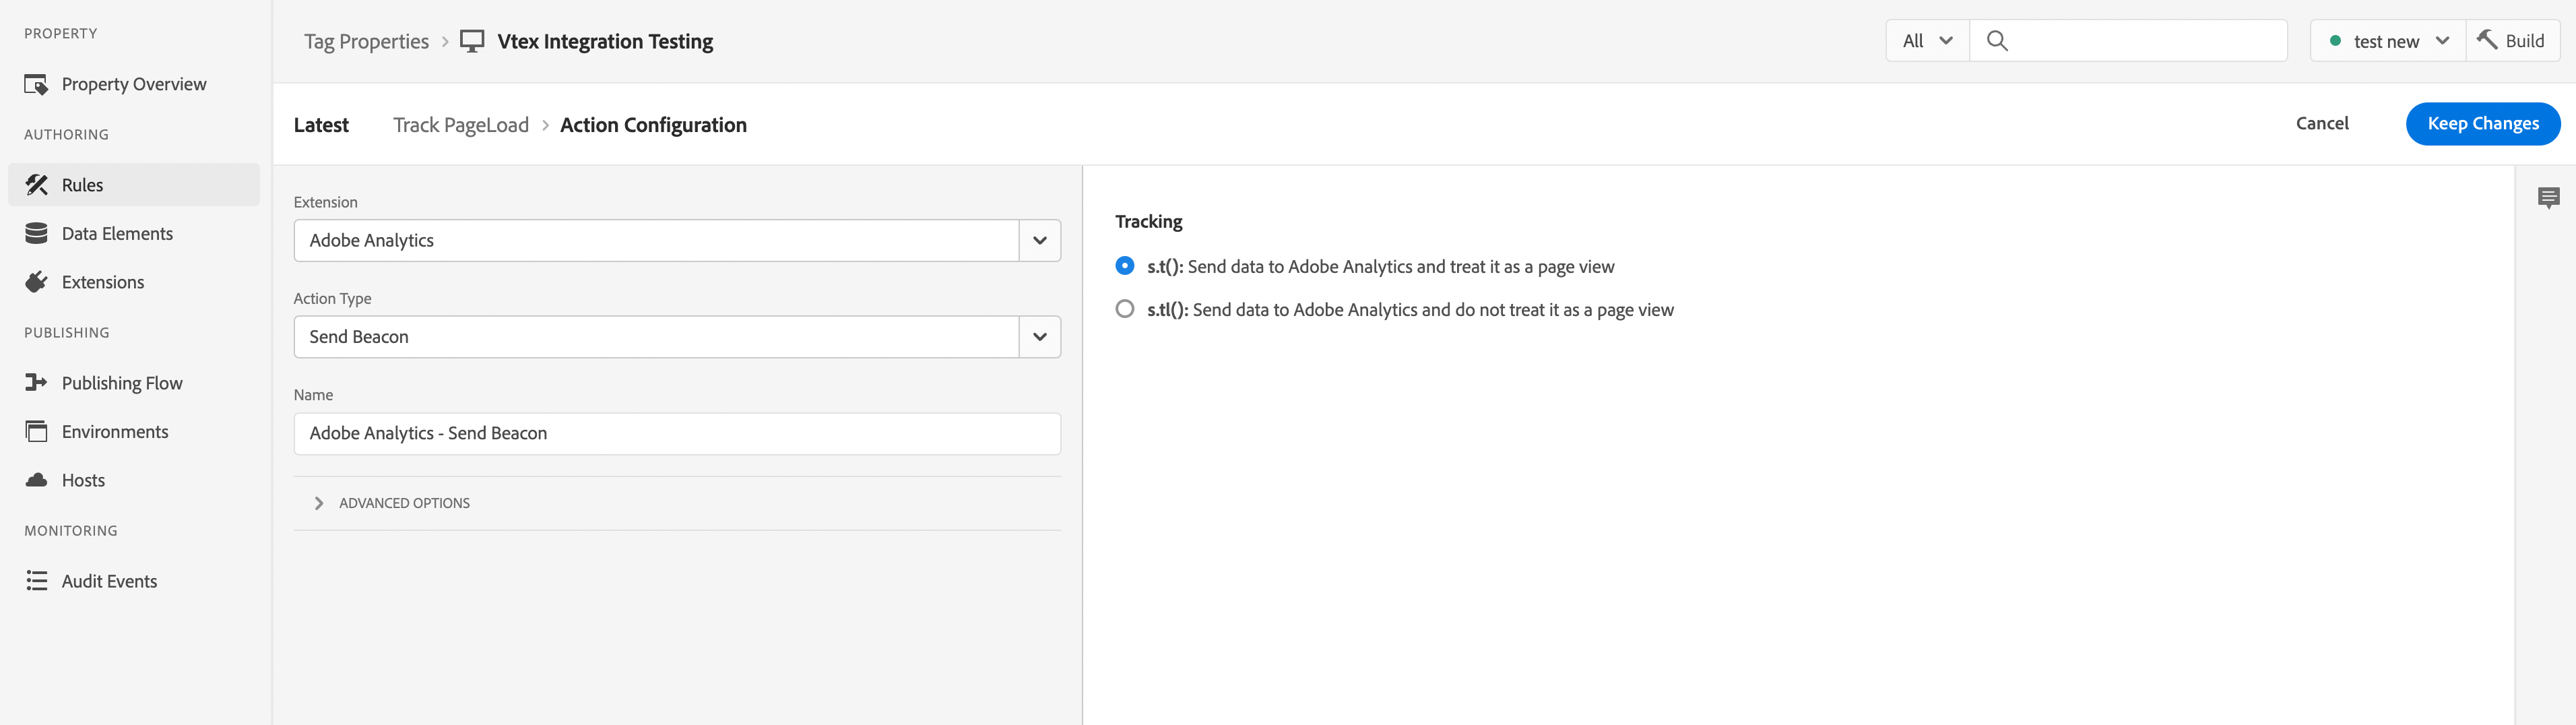 PROPERTY
Property Overview
AUTHORING
Rules
Data Elements
Extensions
PUBLISHING
Publishing Flow
Environments
Hosts
MONITORING
Audit Events
Tag Properties > Vtex Integration Testing
All
test new
Build
Latest
Track PageLoad > Action Configuration
Cancel
Keep Changes
Extension
Adobe Analytics
Action Type
Send Beacon
Name
Adobe Analytics - Send Beacon
ADVANCED OPTIONS
Tracking
s.t(): Send data to Adobe Analytics and treat it as a page view
s.tl(): Send data to Adobe Analytics and do not treat it as a page view